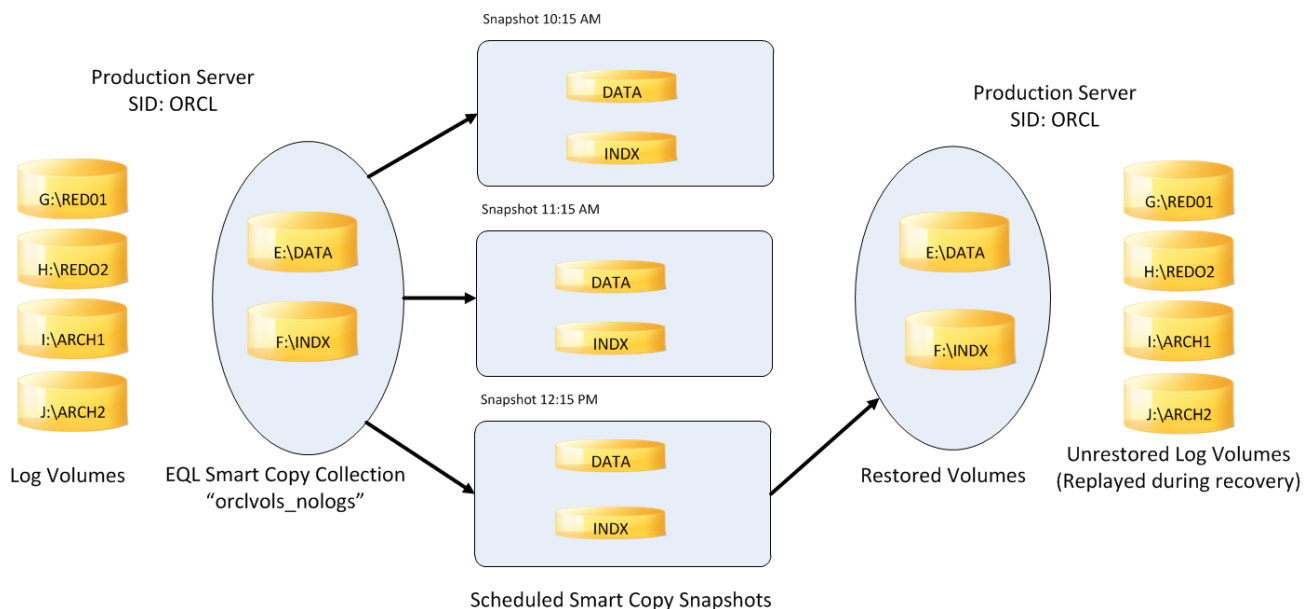 Snapshot 10:15 AM
Production Server
SID: ORCL
G:\RED01
H:\REDO2
I:\ARCH1
J:\ARCH2
Log Volumes
E:\DATA
F:\INDX
EQL Smart Copy Collection
“orclvols_nologs”
DATA
INDX
Snapshot 11:15 AM
DATA
INDX
Snapshot 12:15 PM
DATA
INDX
Scheduled Smart Copy Snapshots
Production Server
SID: ORCL
E:\DATA
F:\INDX
Restored Volumes
G:\RED01
H:\REDO2
I:\ARCH1
J:\ARCH2
Unrestored Log Volumes
(Replayed during recovery)